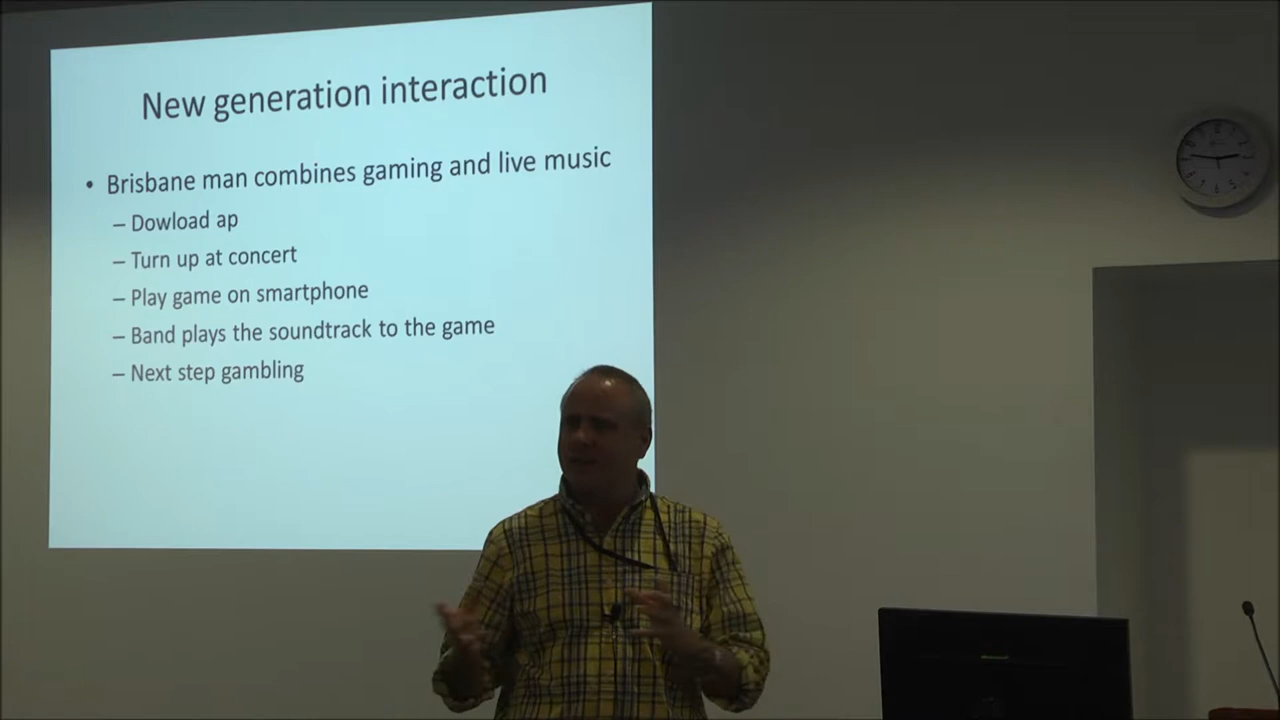 New generation interaction
• Brisbane man combines gaming and live music
– Dowload ap
– Turn up at concert
– Play game on smartphone
– Band plays the soundtrack to the game
– Next step gambling